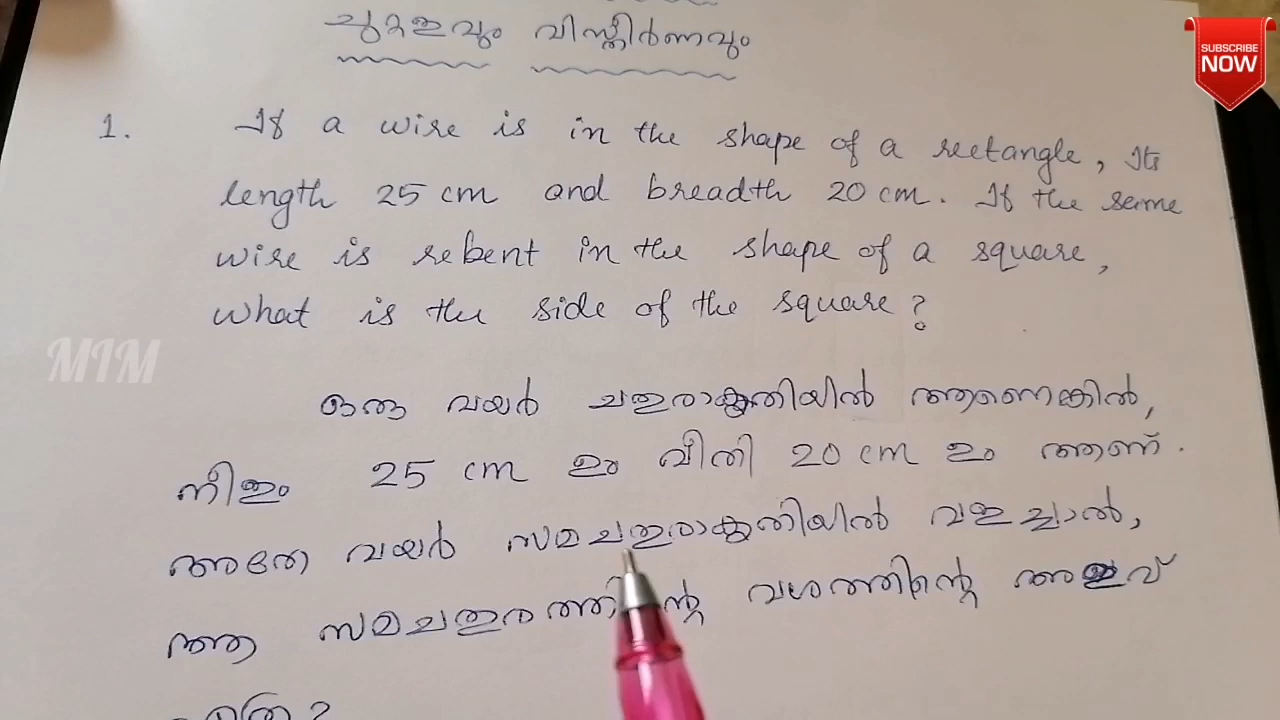 ചുറ്റളവും വിസ്തീർണവും
SUBSCRIBE
NOW
1. If a wire is in the shape of a rectangle, Its
length 25 cm and breadth 20 cm. If the same
wire is rebent in the shape of a square,
what is the side of the square?
MIM
ഒരു വയർ ചതുരാകൃതിയിൽ ആണെങ്കിൽ,
നീളം 25 cm ഉം വീതി 20 cm ഉം ആണ്.
അതേ വയർ സമചതുരാകൃതിയിൽ വളച്ചാൽ,
ആ സമചതുരത്തിന്റെ വശത്തിന്റെ അളവ്
എത്ര?